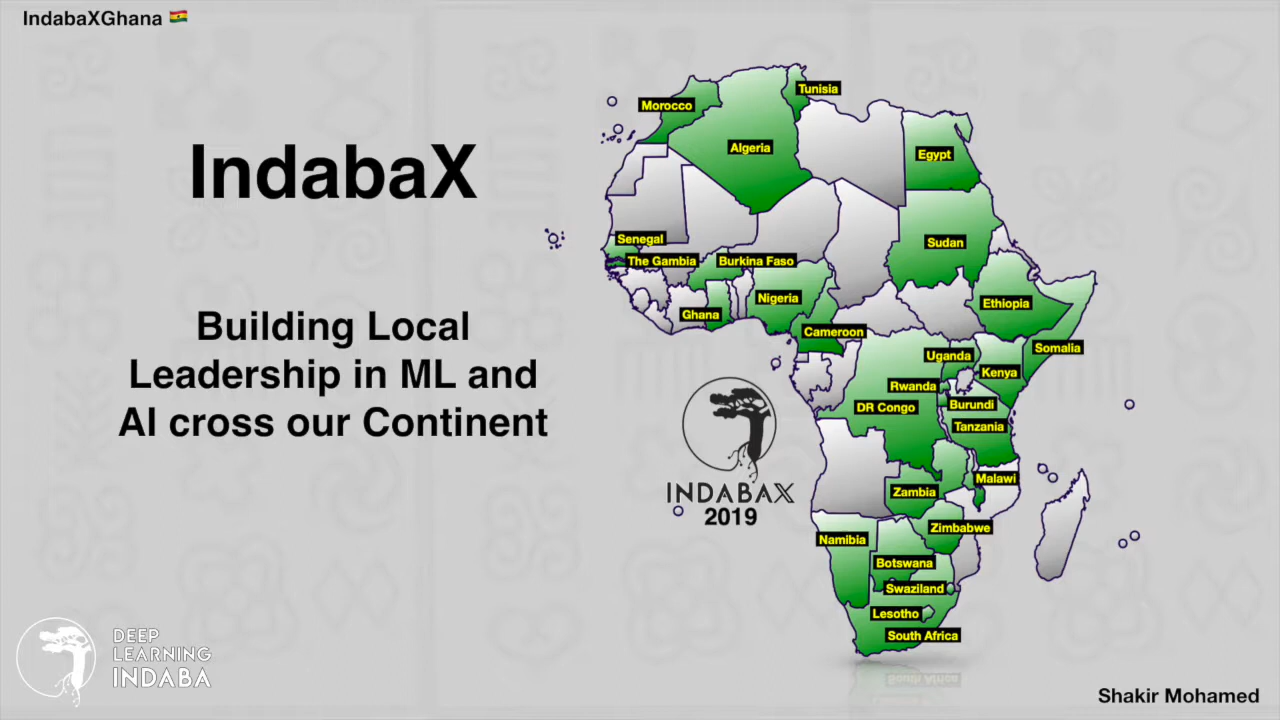 IndabaXGhana 🇬🇭
IndabaX
Building Local
Leadership in ML and
AI cross our Continent
Tunisia
Morocco
Algeria
Egypt
Senegal
Sudan
The Gambia
Burkina Faso
Nigeria
Ethiopia
Ghana
Cameroon
Somalia
Uganda
Kenya
Rwanda
Burundi
DR Congo
Tanzania
Malawi
Zambia
Zimbabwe
Namibia
Botswana
Swaziland
Lesotho
South Africa
INDABAX
2019
DEEP
LEARNING
INDABA
Shakir Mohamed